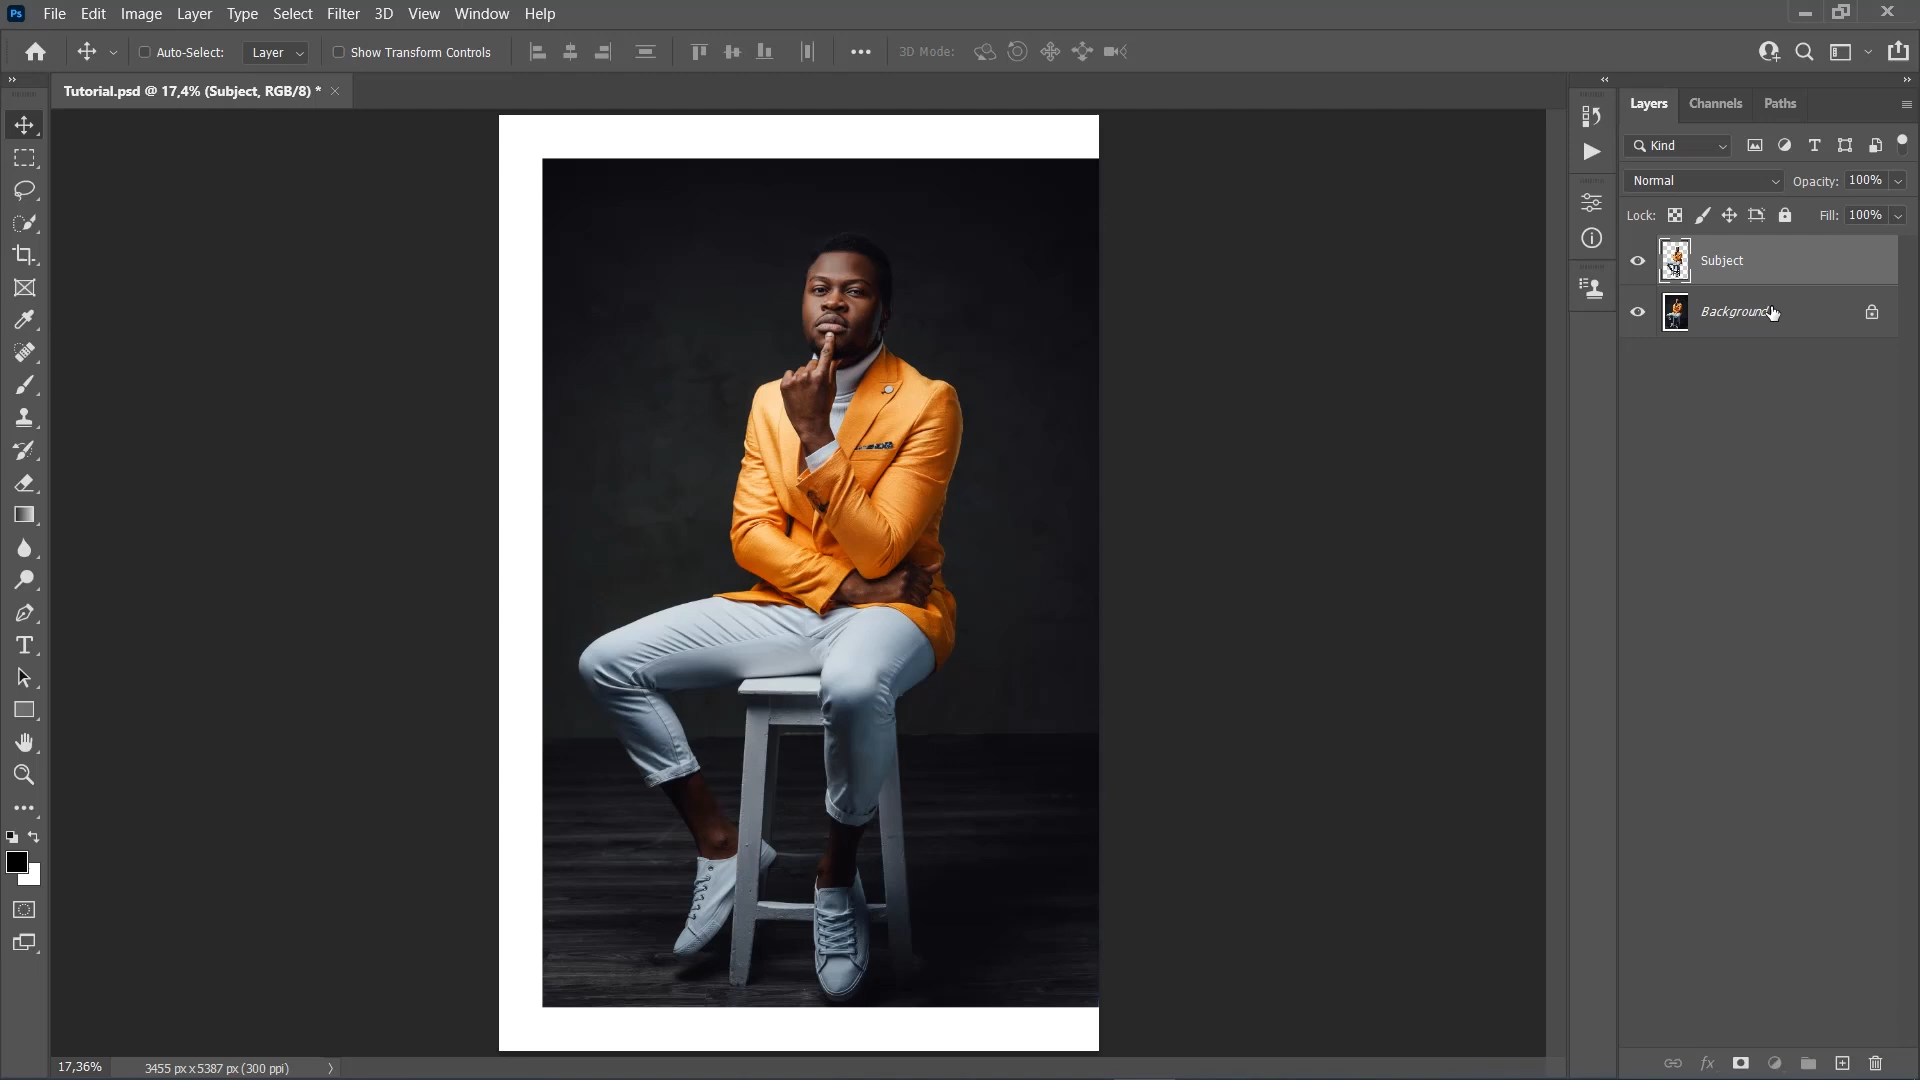 Ps File Edit Image Layer Type Select Filter 3D View Window Help
Auto-Select: Layer Show Transform Controls 3D Mode:
Tutorial.psd @ 17,4% (Subject, RGB/8) *
Layers Channels Paths
Kind
Normal Opacity: 100%
Lock: Fill: 100%
Subject
Background
fx
17,36% 3455 px x 5387 px (300 ppi)